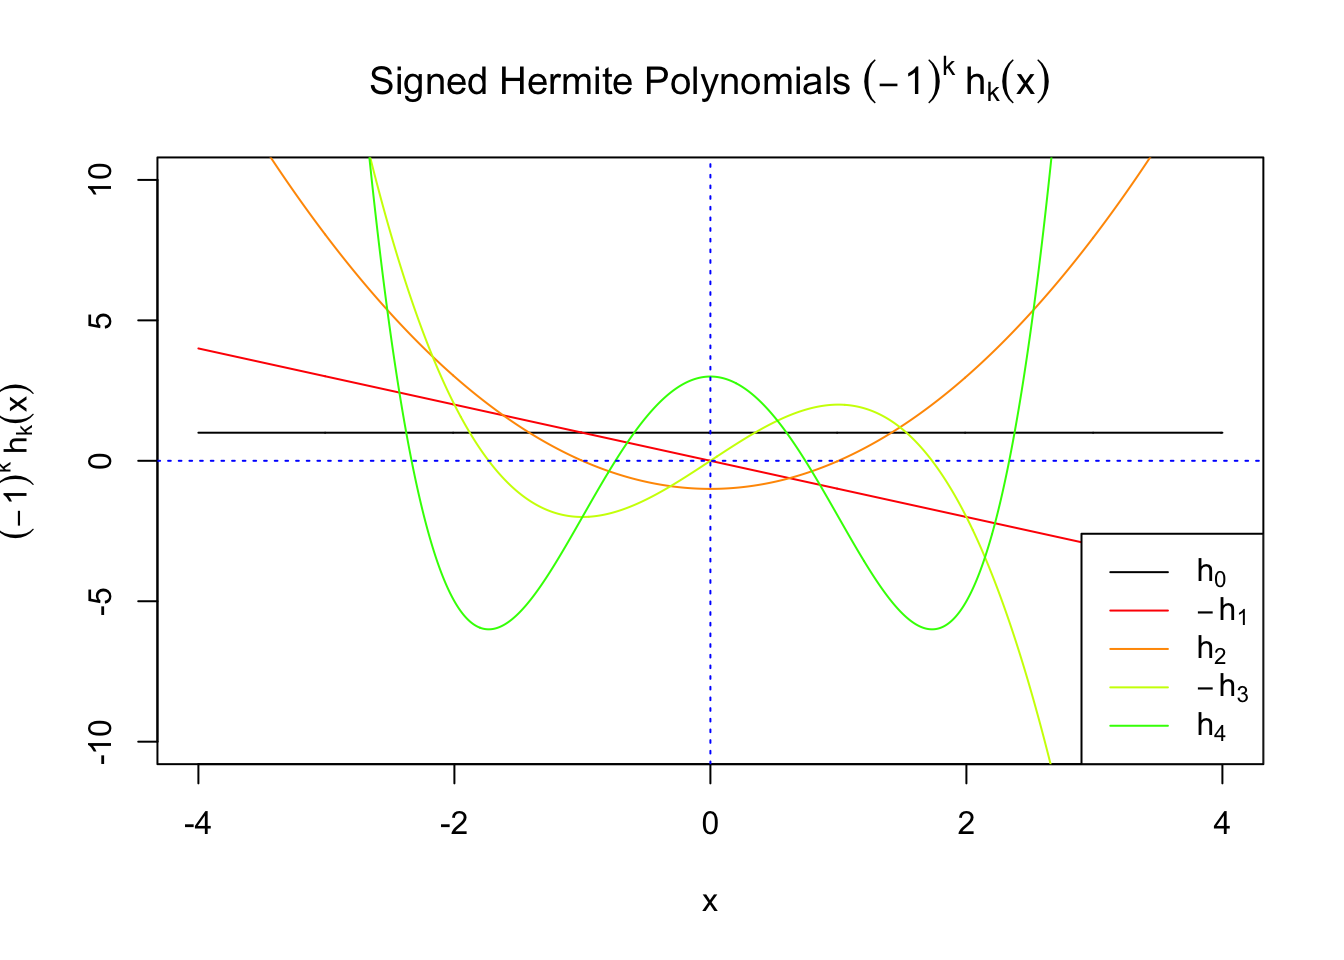 Signed Hermite Polynomials (−1)^k h_k(x)
(−1)^k h_k(x)
10
5
0
-5
-10
h_0
−h_1
h_2
−h_3
h_4
-4 -2 0 2 4
x